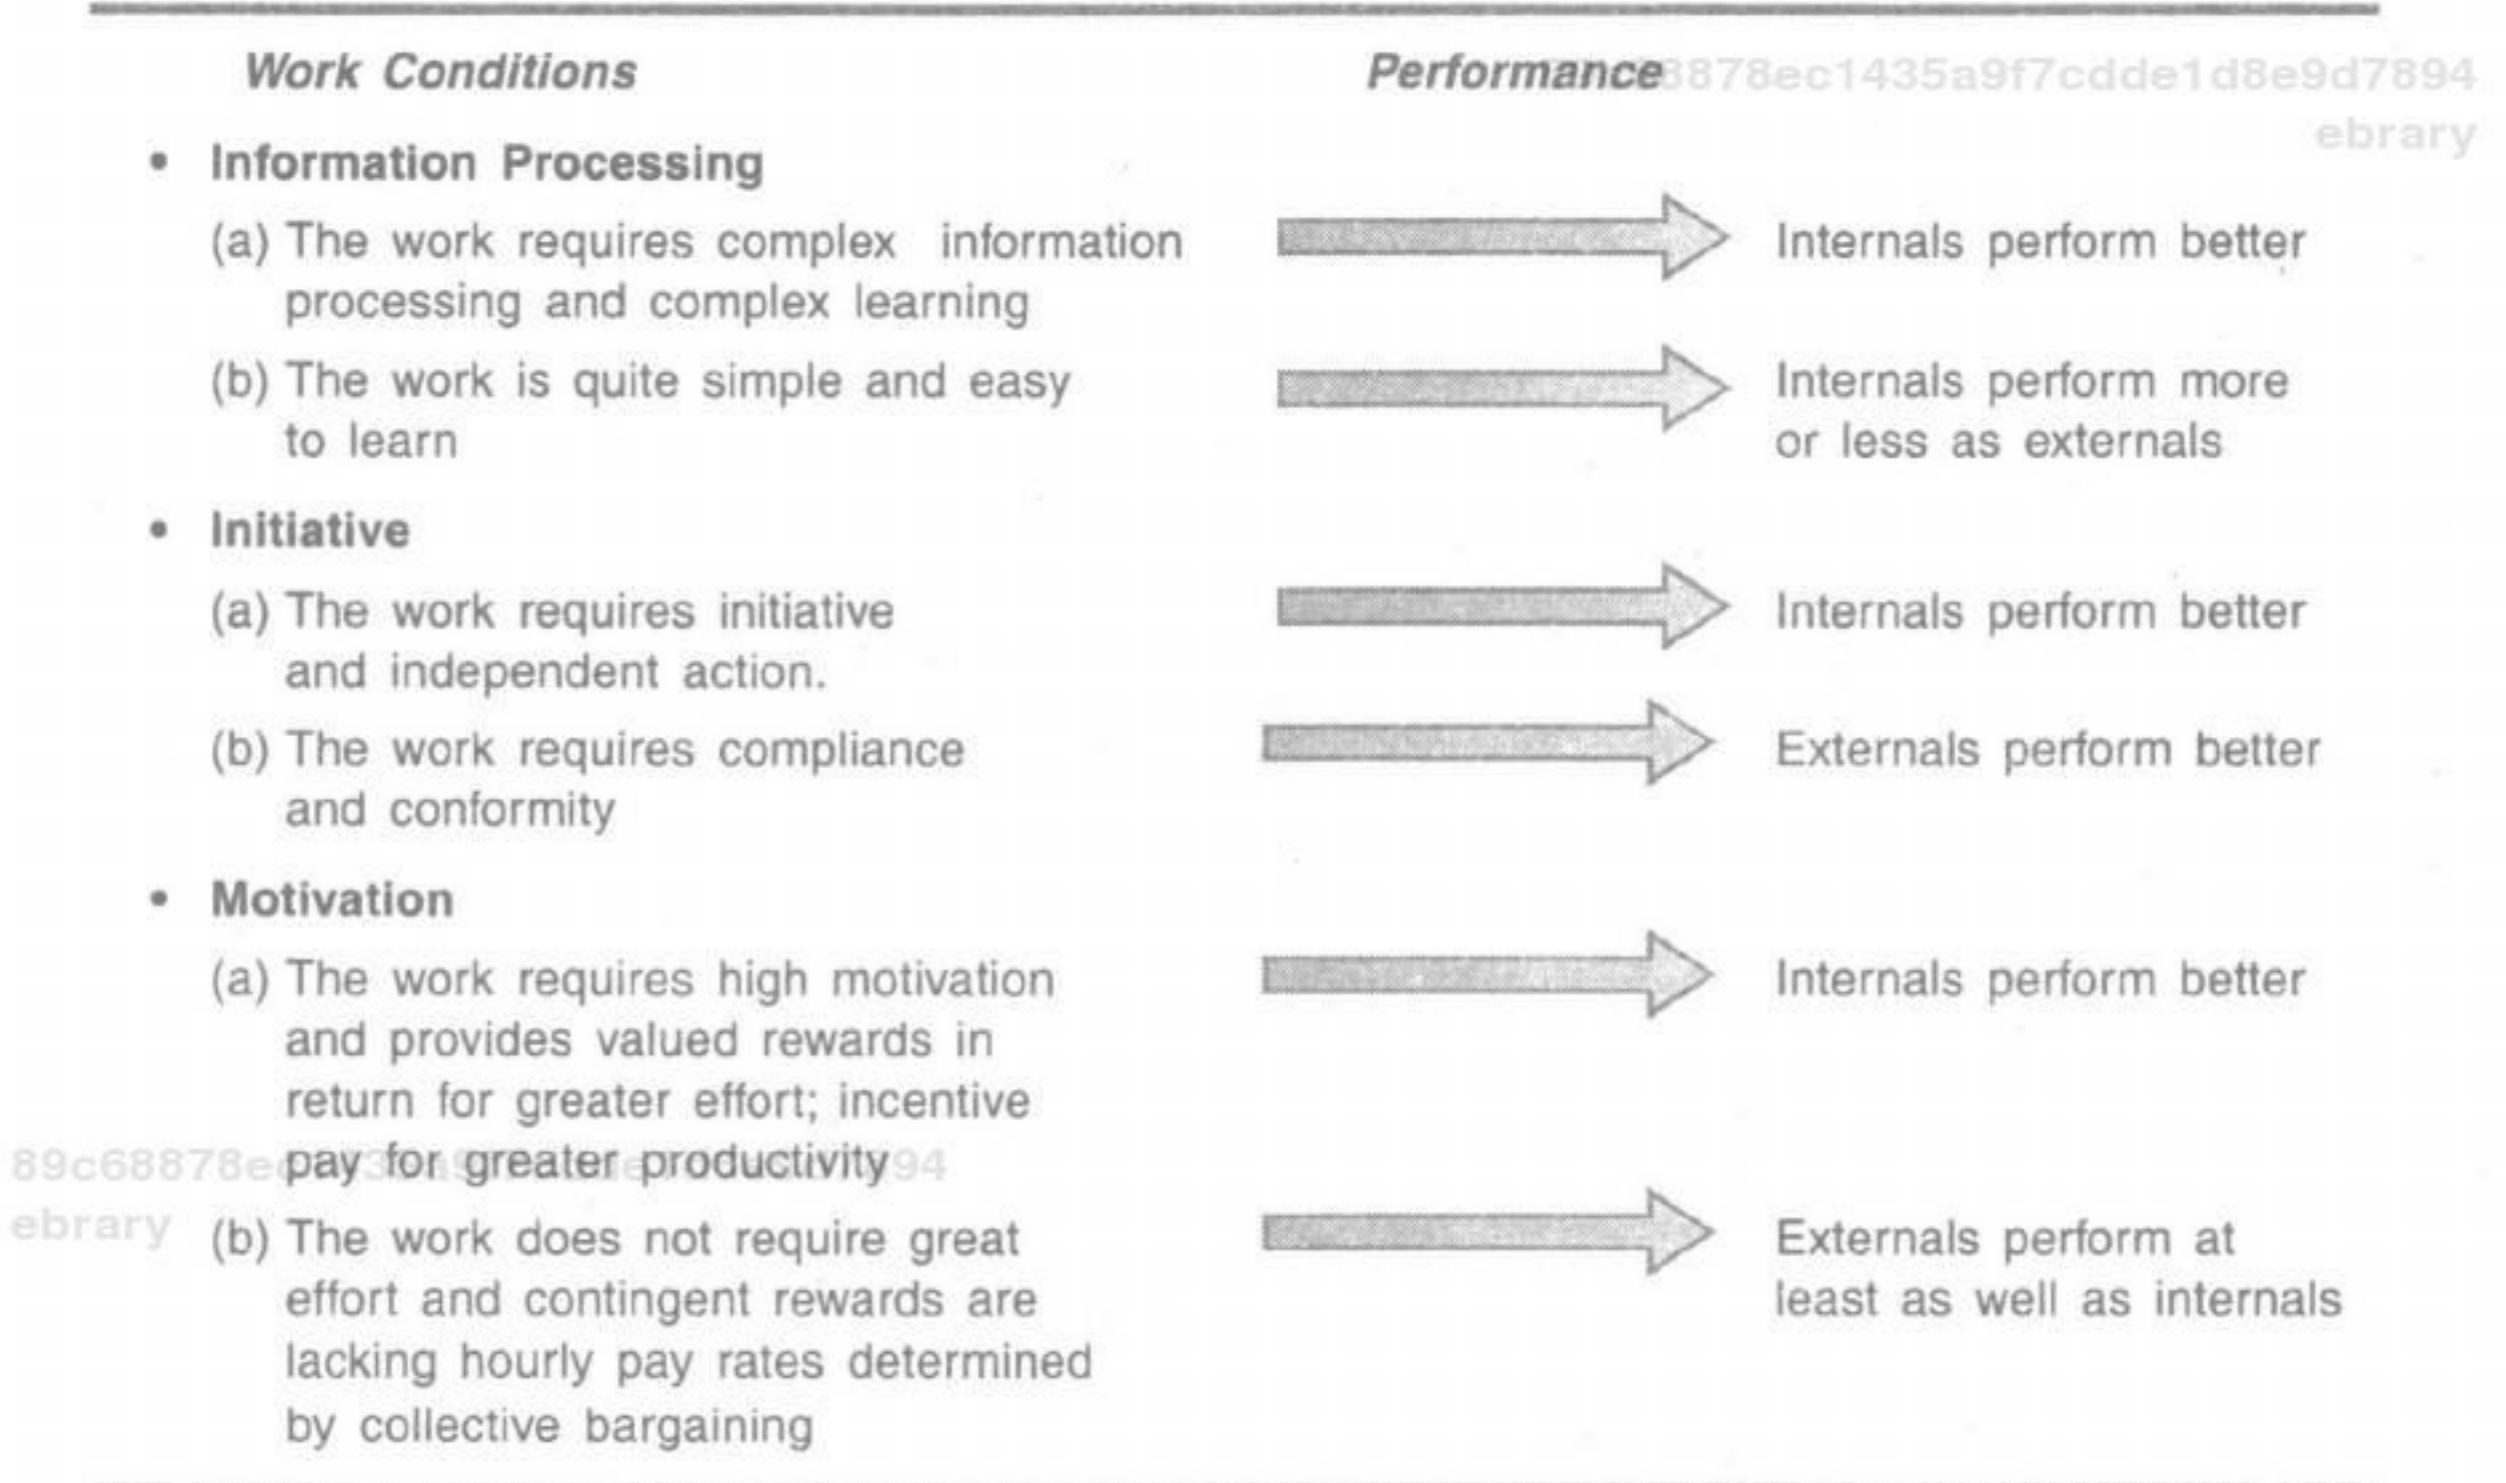 Work Conditions Performance
ebrary
• Information Processing
(a) The work requires complex information Internals perform better
processing and complex learning
(b) The work is quite simple and easy Internals perform more
to learn or less as externals
• Initiative
(a) The work requires initiative Internals perform better
and independent action.
(b) The work requires compliance Externals perform better
and conformity
• Motivation
(a) The work requires high motivation Internals perform better
and provides valued rewards in
return for greater effort; incentive
pay for greater productivity
ebrary
(b) The work does not require great Externals perform at
effort and contingent rewards are least as well as internals
lacking hourly pay rates determined
by collective bargaining